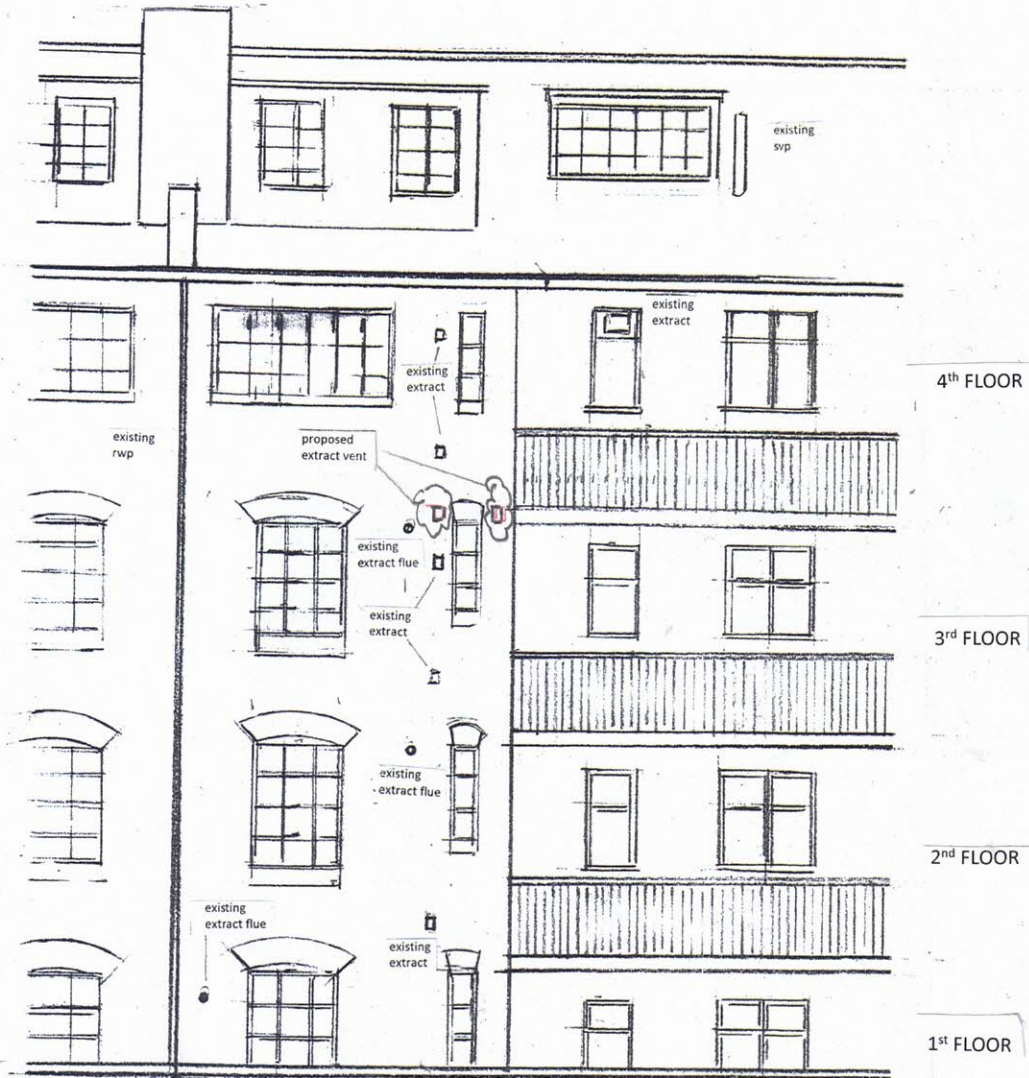 existing
svp
existing
extract
existing
extract
4th FLOOR
existing
rwp
proposed
extract vent
existing
extract flue
existing
extract
3rd FLOOR
existing
extract flue
2nd FLOOR
existing
extract flue
existing
extract
1st FLOOR